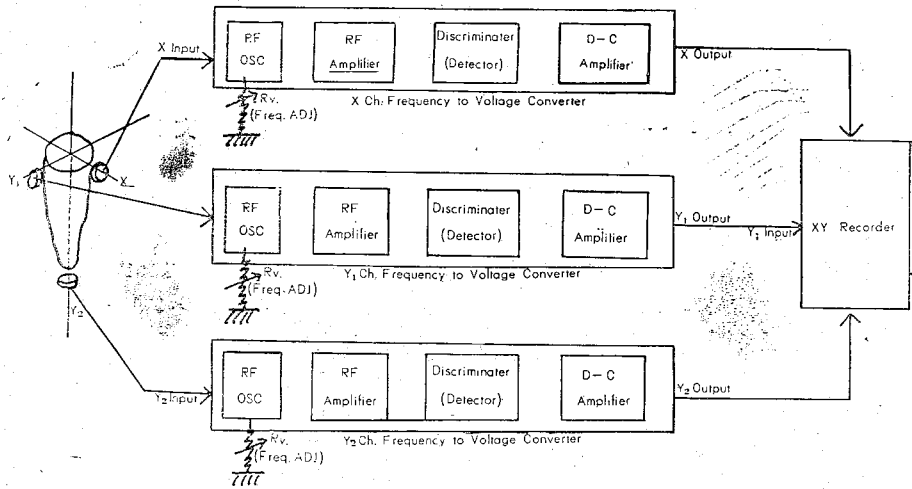 X Input
RF
OSC
RF
Amplifier
Discriminater
(Detector)
D-C
Amplifier
X Output
Rv.
(Freq. ADJ)
X Ch. Frequency to Voltage Converter
Y1
X
Y2
RF
OSC
RF
Amplifier
Discriminater
(Detector)
D-C
Amplifier
Y1 Output
Y1 Input
XY Recorder
Rv.
(Freq. ADJ)
Y1 Ch. Frequency to Voltage Converter
Y2 Input
RF
OSC
RF
Amplifier
Discriminater
(Detector)
D-C
Amplifier
Y2 Output
Rv.
(Freq. ADJ)
Y2 Ch. Frequency to Voltage Converter